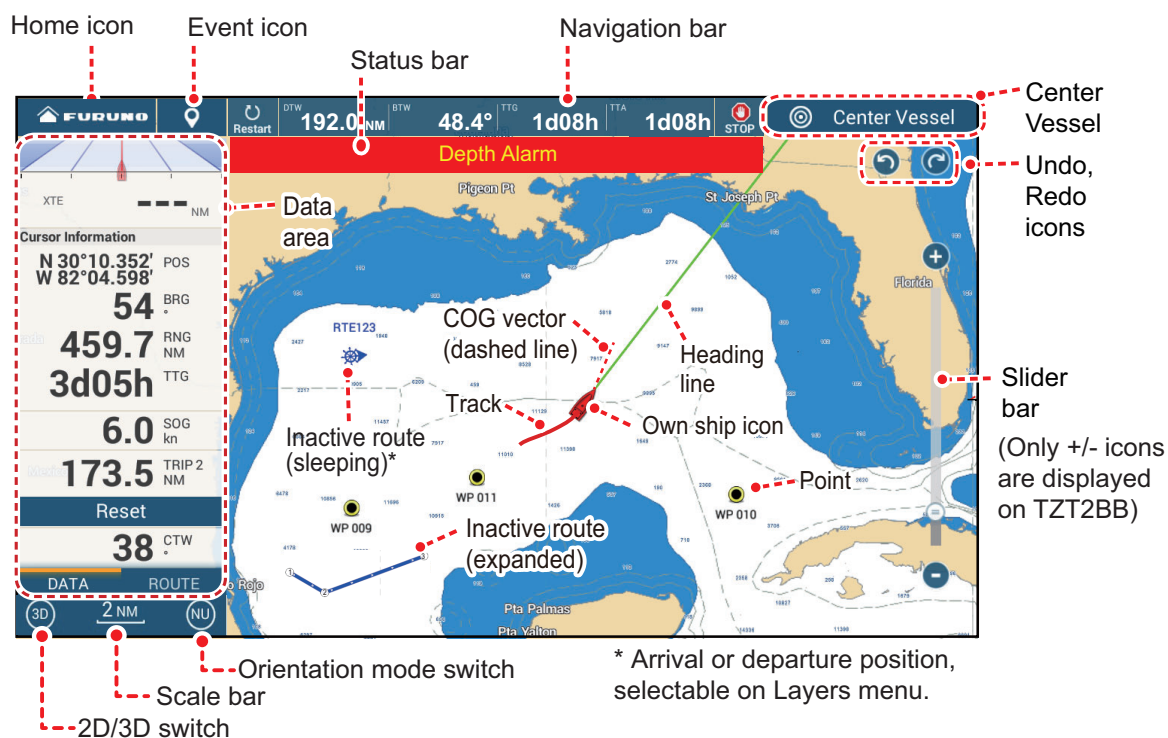 Home icon
Event icon
Status bar
Navigation bar
Center
Vessel
FURUNO
Restart
DTW
192.0 NM
BTW
48.4°
TTG
1d08h
TTA
1d08h
STOP
Center Vessel
Depth Alarm
Undo,
Redo
icons
XTE
--- NM
Data
area
Cursor Information
N 30°10.352' POS
W 82°04.598'
54 BRG °
459.7 RNG NM
3d05h TTG
6.0 SOG kn
173.5 TRIP 2 NM
Reset
38 CTW °
DATA
ROUTE
3D
2 NM
NU
Pigeon Pt
St Joseph Pt
Florida
RTE123
COG vector
(dashed line)
Heading
line
Track
Own ship icon
Inactive route
(sleeping)*
Slider
bar
(Only +/- icons
are displayed
on TZT2BB)
Point
WP 011
WP 009
WP 010
Inactive route
(expanded)
1
2
3
o Rojo
Pta Palmas
Pta Yalton
Orientation mode switch
Scale bar
2D/3D switch
* Arrival or departure position,
selectable on Layers menu.